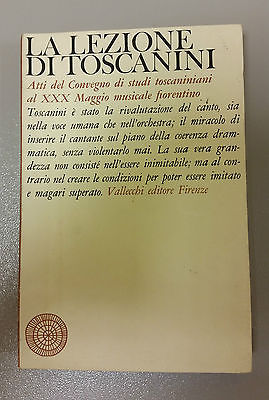 LA LEZIONE
DI TOSCANINI
Atti del Convegno di studi toscaniniani
al XXX Maggio musicale fiorentino
Toscanini è stato la rivalutazione del canto, sia
nella voce umana che nell'orchestra; il miracolo di
inserire il cantante sul piano della coerenza dram-
matica, senza violentarlo mai. La sua vera gran-
dezza non consisté nell'essere inimitabile; ma al con-
trario nel creare le condizioni per poter essere imitato
e magari superato. Vallecchi editore Firenze